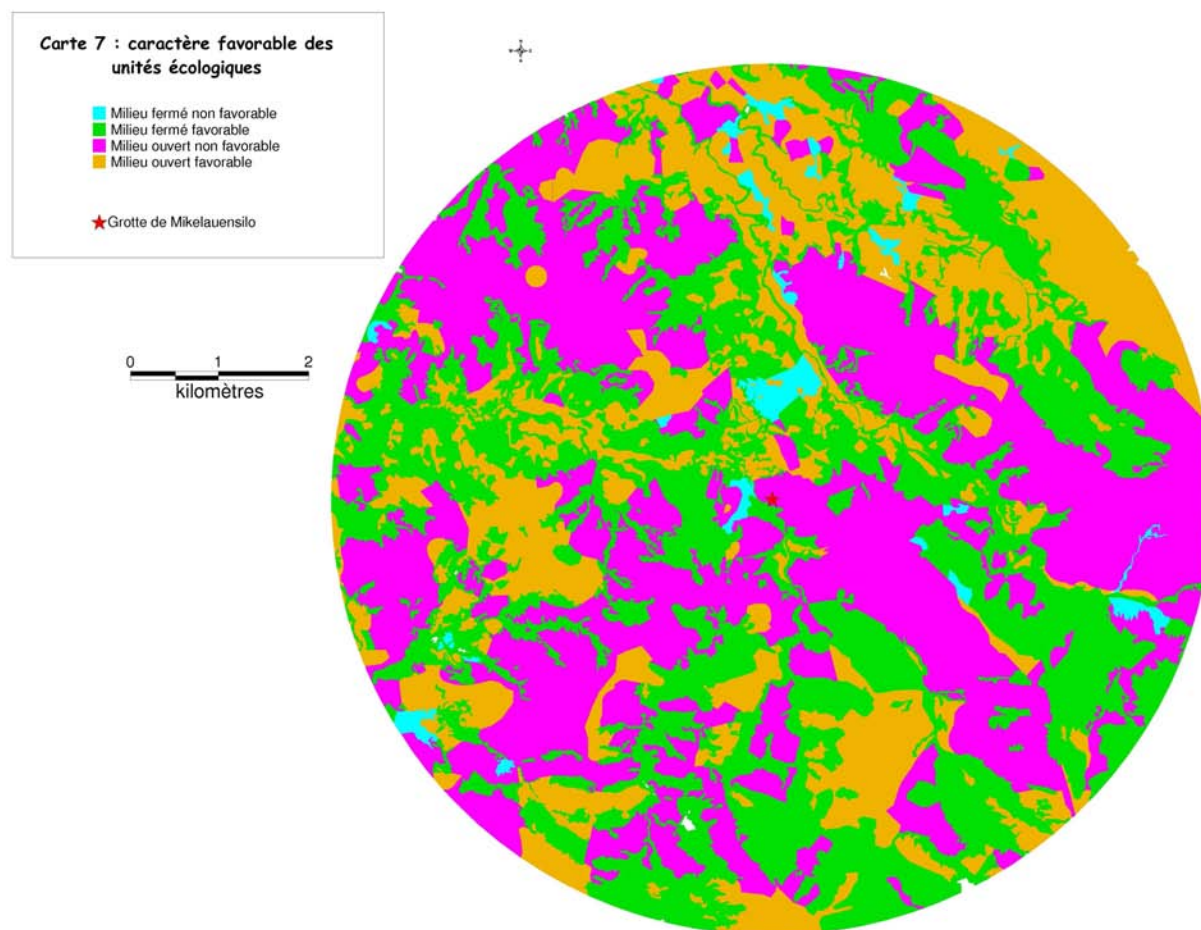 Carte 7 : caractère favorable des
unités écologiques
Milieu fermé non favorable
Milieu fermé favorable
Milieu ouvert non favorable
Milieu ouvert favorable
Grotte de Mikelauensilo
0 1 2
kilomètres